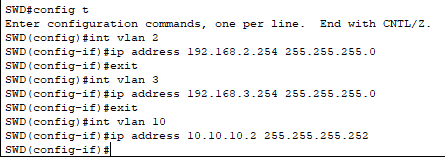 SWD#config t
Enter configuration commands, one per line.  End with CNTL/Z.
SWD(config)#int vlan 2
SWD(config-if)#ip address 192.168.2.254 255.255.255.0
SWD(config-if)#exit
SWD(config)#int vlan 3
SWD(config-if)#ip address 192.168.3.254 255.255.255.0
SWD(config-if)#exit
SWD(config)#int vlan 10
SWD(config-if)#ip address 10.10.10.2 255.255.255.252
SWD(config-if)#